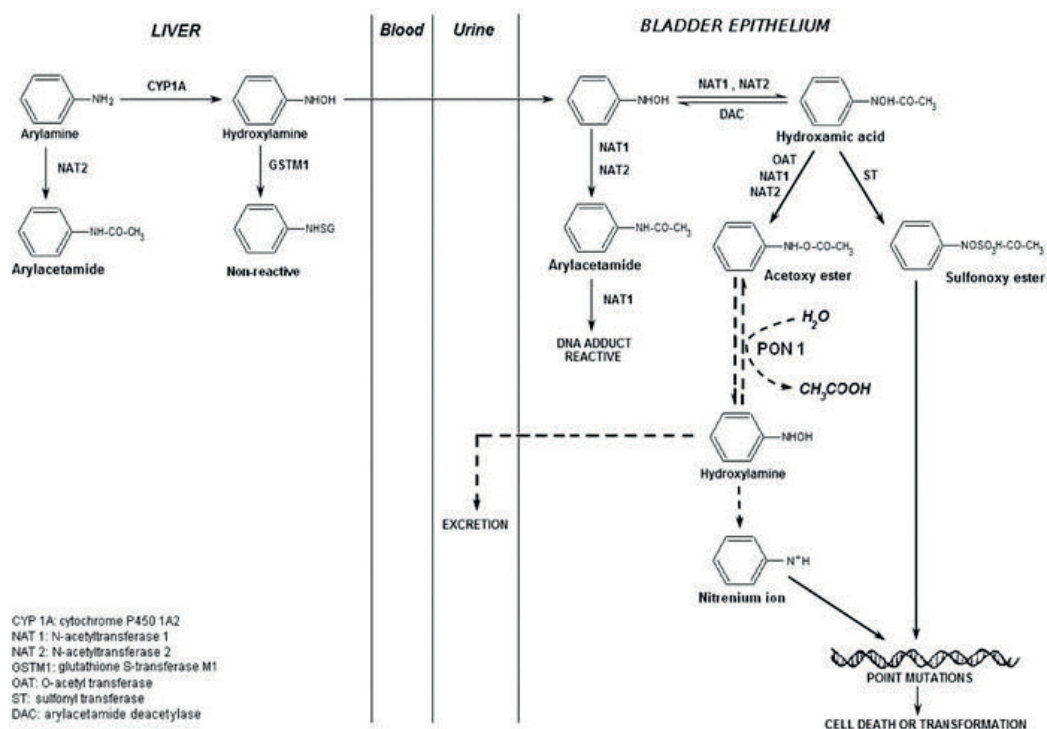 LIVER
Blood
Urine
BLADDER EPITHELIUM
NH₂
Arylamine
CYP1A
NHOH
Hydroxylamine
NAT2
GSTM1
NH-CO-CH₃
Arylacetamide
NHSG
Non-reactive
NHOH
NAT1 , NAT2
DAC
NOH-CO-CH₃
Hydroxamic acid
NAT1
NAT2
OAT
NAT1
NAT2
ST
NH-CO-CH₃
Arylacetamide
NH-O-CO-CH₃
Acetoxy ester
NOSO₃H-CO-CH₃
Sulfonoxy ester
NAT1
DNA ADDUCT
REACTIVE
H₂O
PON 1
CH₃COOH
NHOH
Hydroxylamine
EXCRETION
N⁺H
Nitrenium ion
POINT MUTATIONS
CELL DEATH OR TRANSFORMATION
CYP 1A: cytochrome P450 1A2
NAT 1: N-acetyltransferase 1
NAT 2: N-acetyltransferase 2
GSTM1: glutathione S-transferase M1
OAT: O-acetyl transferase
ST: sulfonyl transferase
DAC: arylacetamide deacetylase